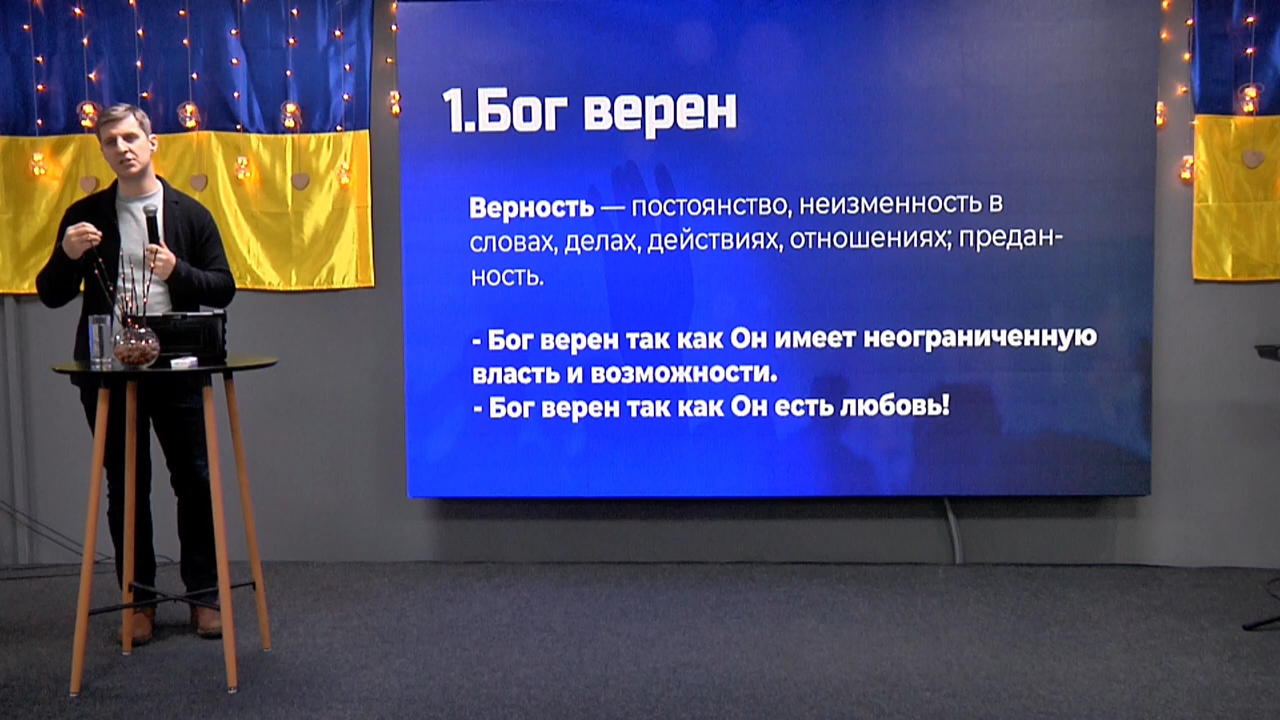 1.Бог верен
Верность — постоянство, неизменность в
словах, делах, действиях, отношениях; предан-
ность.
- Бог верен так как Он имеет неограниченную
власть и возможности.
- Бог верен так как Он есть любовь!